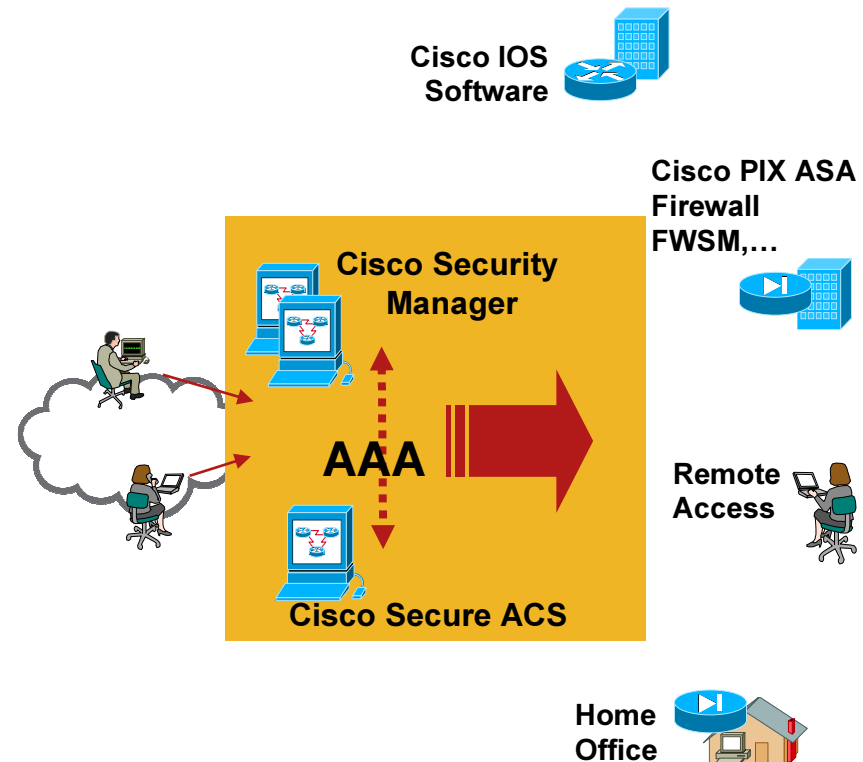 Cisco IOS
Software
Cisco PIX ASA
Firewall
FWSM,...
Cisco Security
Manager
AAA
Remote
Access
Cisco Secure ACS
Home
Office